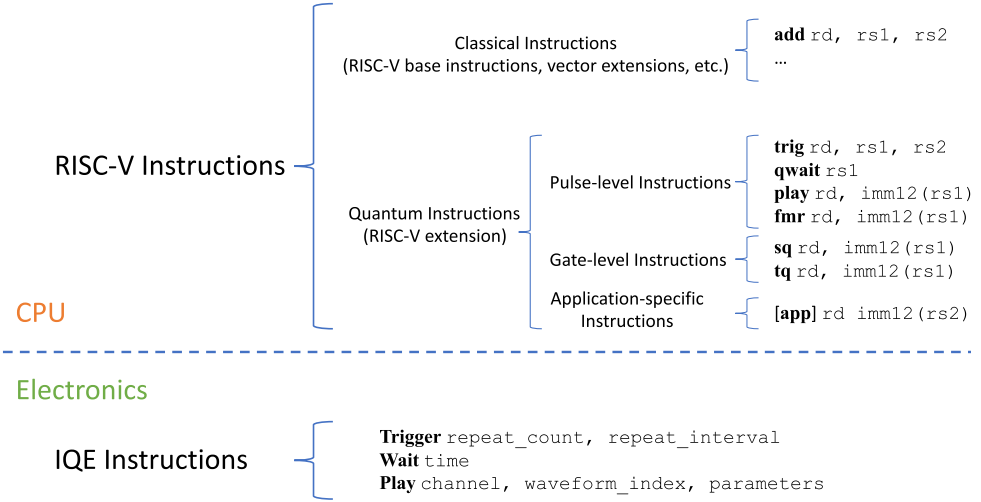 Classical Instructions
(RISC-V base instructions, vector extensions, etc.)
add rd, rs1, rs2
...
RISC-V Instructions
Quantum Instructions
(RISC-V extension)
Pulse-level Instructions
trig rd, rs1, rs2
qwait rs1
play rd, imm12(rs1)
fmr rd, imm12(rs1)
Gate-level Instructions
sq rd, imm12(rs1)
tq rd, imm12(rs1)
Application-specific
Instructions
[app] rd imm12(rs2)
CPU
Electronics
IQE Instructions
Trigger repeat_count, repeat_interval
Wait time
Play channel, waveform_index, parameters